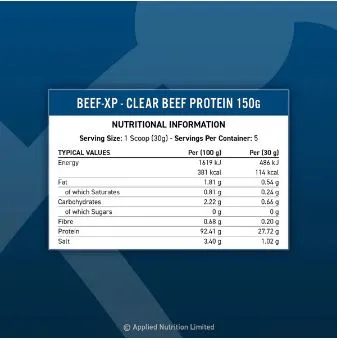 BEEF-XP - CLEAR BEEF PROTEIN 150G
NUTRITIONAL INFORMATION
Serving Size: 1 Scoop (30g) - Servings Per Container: 5
TYPICAL VALUES Per (100 g) Per (30 g)
Energy 1619 kJ 486 kJ
381 kcal 114 kcal
Fat 1.81 g 0.54 g
of which Saturates 0.81 g 0.24 g
Carbohydrates 2.22 g 0.66 g
of which Sugars 0 g 0 g
Fibre 0.68 g 0.20 g
Protein 92.41 g 27.72 g
Salt 3.40 g 1.02 g
© Applied Nutrition Limited